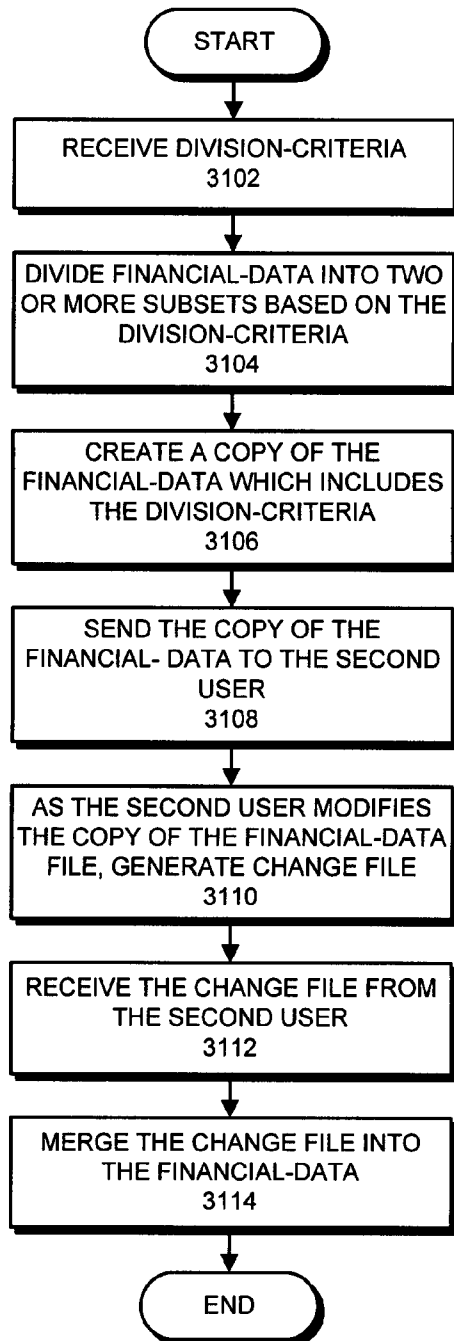 START
RECEIVE DIVISION-CRITERIA
3102
DIVIDE FINANCIAL-DATA INTO TWO
OR MORE SUBSETS BASED ON THE
DIVISION-CRITERIA
3104
CREATE A COPY OF THE
FINANCIAL-DATA WHICH INCLUDES
THE DIVISION-CRITERIA
3106
SEND THE COPY OF THE
FINANCIAL- DATA TO THE SECOND
USER
3108
AS THE SECOND USER MODIFIES
THE COPY OF THE FINANCIAL-DATA
FILE, GENERATE CHANGE FILE
3110
RECEIVE THE CHANGE FILE FROM
THE SECOND USER
3112
MERGE THE CHANGE FILE INTO
THE FINANCIAL-DATA
3114
END